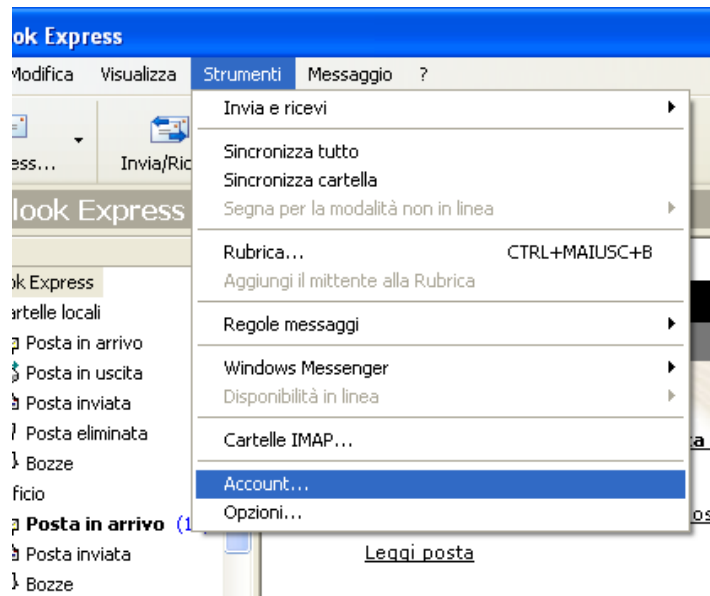 ok Express
Modifica Visualizza Strumenti Messaggio ?
Invia e ricevi
ess... Invia/Ric
Sincronizza tutto
Sincronizza cartella
look Express
Segna per la modalità non in linea
Rubrica... CTRL+MAIUSC+B
ok Express
Aggiungi il mittente alla Rubrica
artelle locali
Regole messaggi
Posta in arrivo
Posta in uscita
Windows Messenger
Posta inviata
Disponibilità in linea
Posta eliminata
Cartelle IMAP...
a
Bozze
Account...
ficio
Opzioni...
os
Posta in arrivo (1
Posta inviata
Leggi posta
Bozze